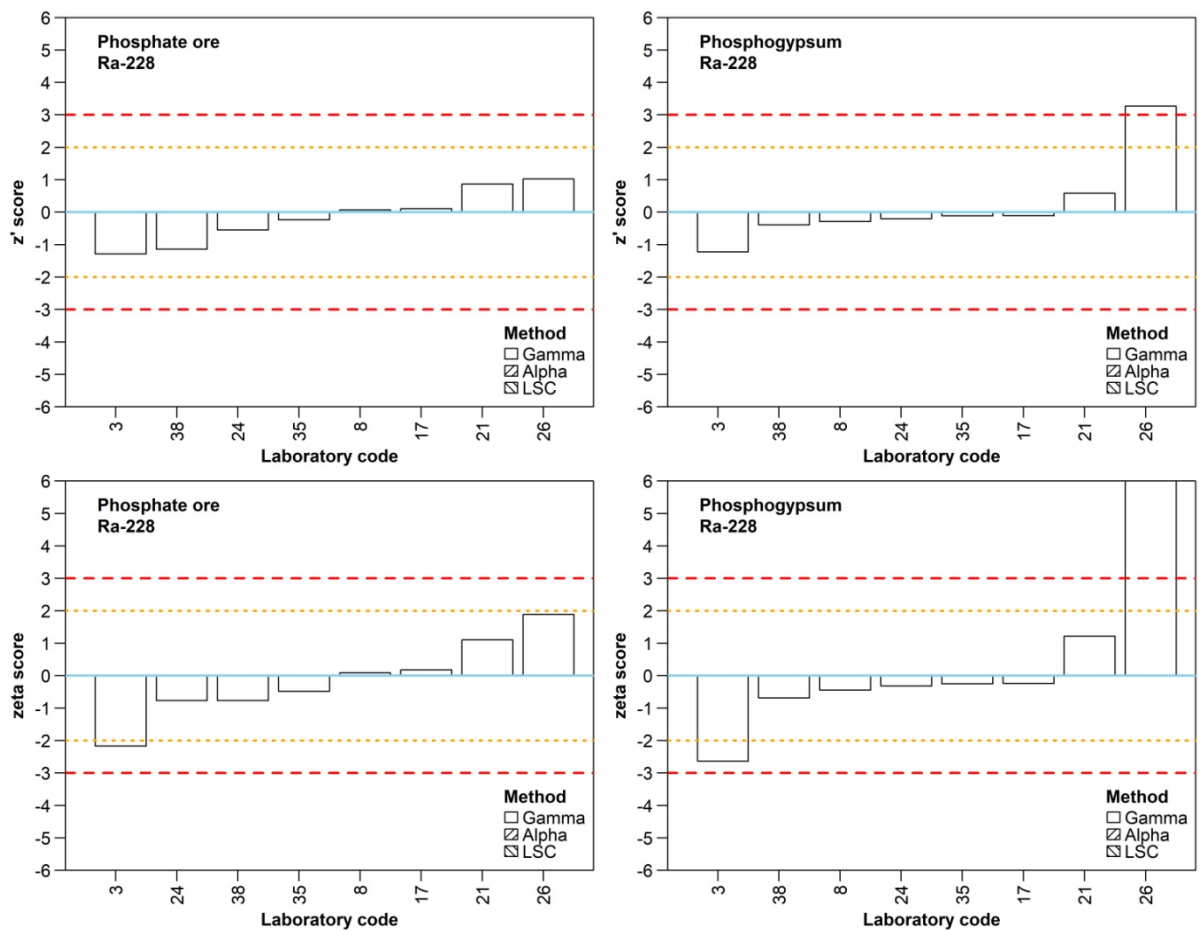 Phosphate ore
Ra-228
6
5
4
3
2
1
0
-1
-2
-3
-4
-5
-6
z' score
Method
Gamma
Alpha
LSC
3 38 24 35 8 17 21 26
Laboratory code
Phosphogypsum
Ra-228
6
5
4
3
2
1
0
-1
-2
-3
-4
-5
-6
z' score
Method
Gamma
Alpha
LSC
3 38 8 24 35 17 21 26
Laboratory code
Phosphate ore
Ra-228
6
5
4
3
2
1
0
-1
-2
-3
-4
-5
-6
zeta score
Method
Gamma
Alpha
LSC
3 24 38 35 8 17 21 26
Laboratory code
Phosphogypsum
Ra-228
6
5
4
3
2
1
0
-1
-2
-3
-4
-5
-6
zeta score
Method
Gamma
Alpha
LSC
3 38 8 24 35 17 21 26
Laboratory code